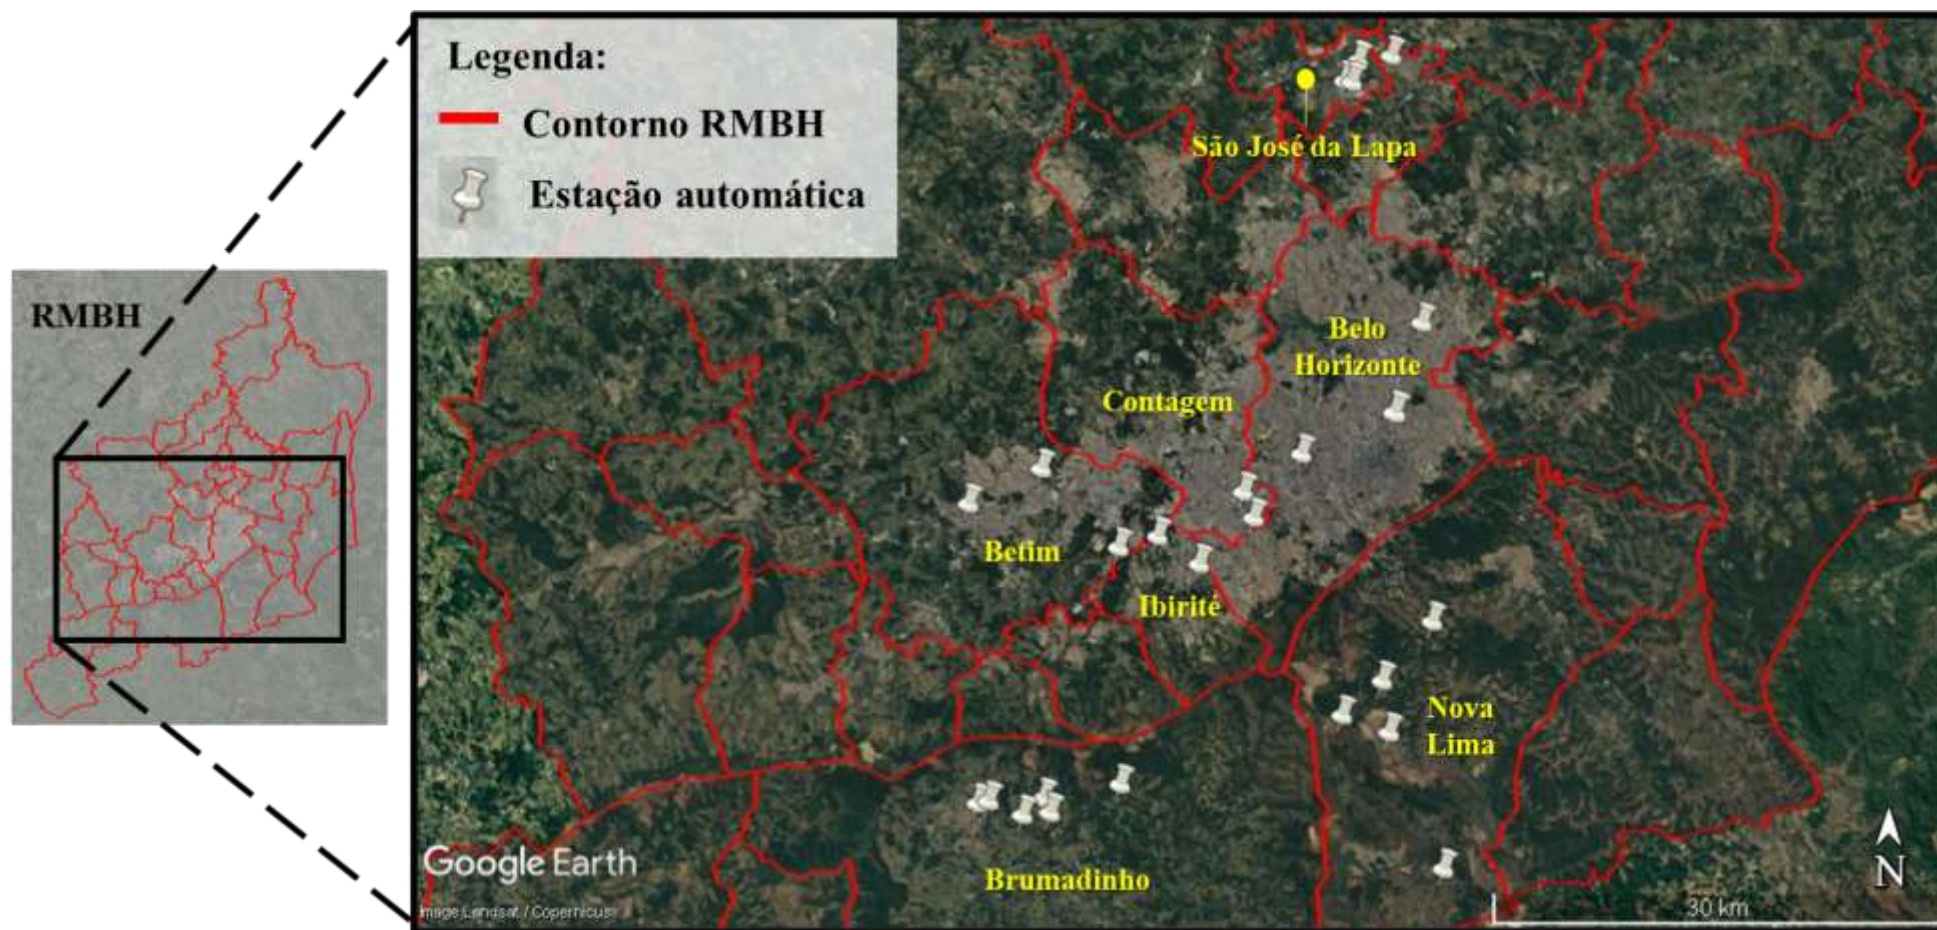 Legenda:
Contorno RMBH
Estação automática
RMBH
São José da Lapa
Belo
Horizonte
Contagem
Betim
Ibirité
Nova
Lima
Brumadinho
Google Earth
Image Landsat / Copernicus
N
30 km